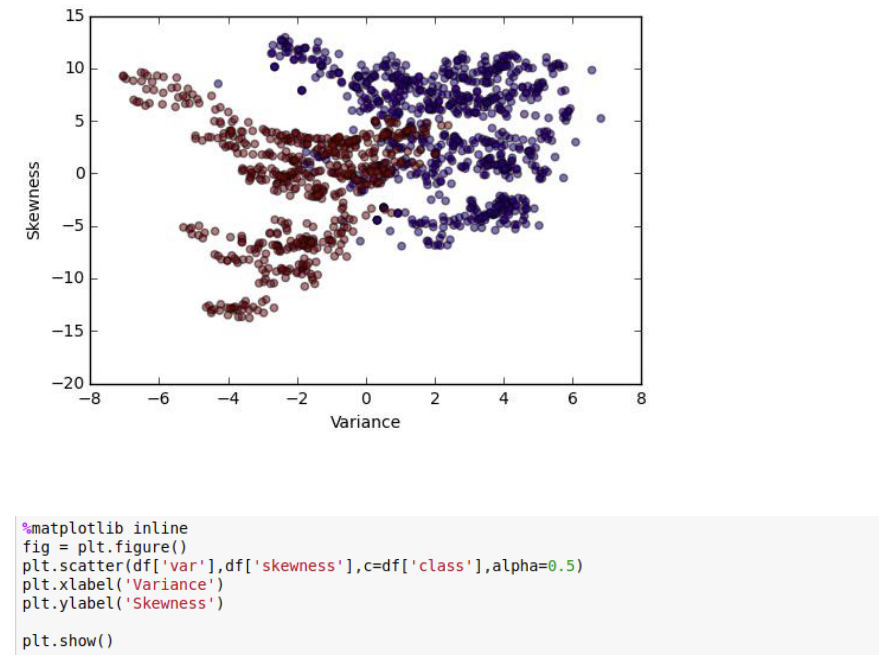 15
10
5
0
−5
−10
−15
−20
Skewness
−8 −6 −4 −2 0 2 4 6 8
Variance
%matplotlib inline
fig = plt.figure()
plt.scatter(df['var'],df['skewness'],c=df['class'],alpha=0.5)
plt.xlabel('Variance')
plt.ylabel('Skewness')
plt.show()